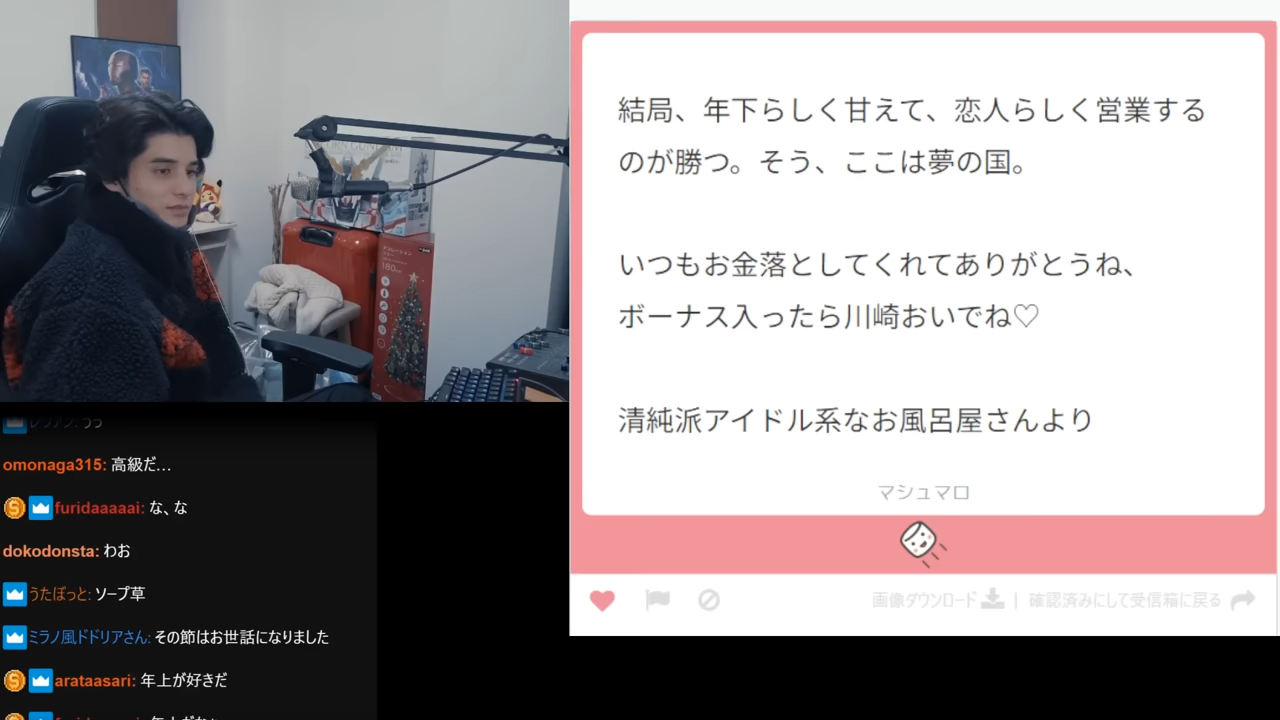 結局、年下らしく甘えて、恋人らしく営業する
のが勝つ。そう、ここは夢の国。
いつもお金落としてくれてありがとうね、
ボーナス入ったら川崎おいでね♡
清純派アイドル系なお風呂屋さんより
マシュマロ
画像ダウンロード | 確認済みにして受信箱に戻る
180cm
omonaga315: 高級だ…
furidaaaaai: な、な
dokodonsta: わお
うたぼっと: ソープ草
ミラノ風ドドリアさん: その節はお世話になりました
arataasari: 年上が好きだ